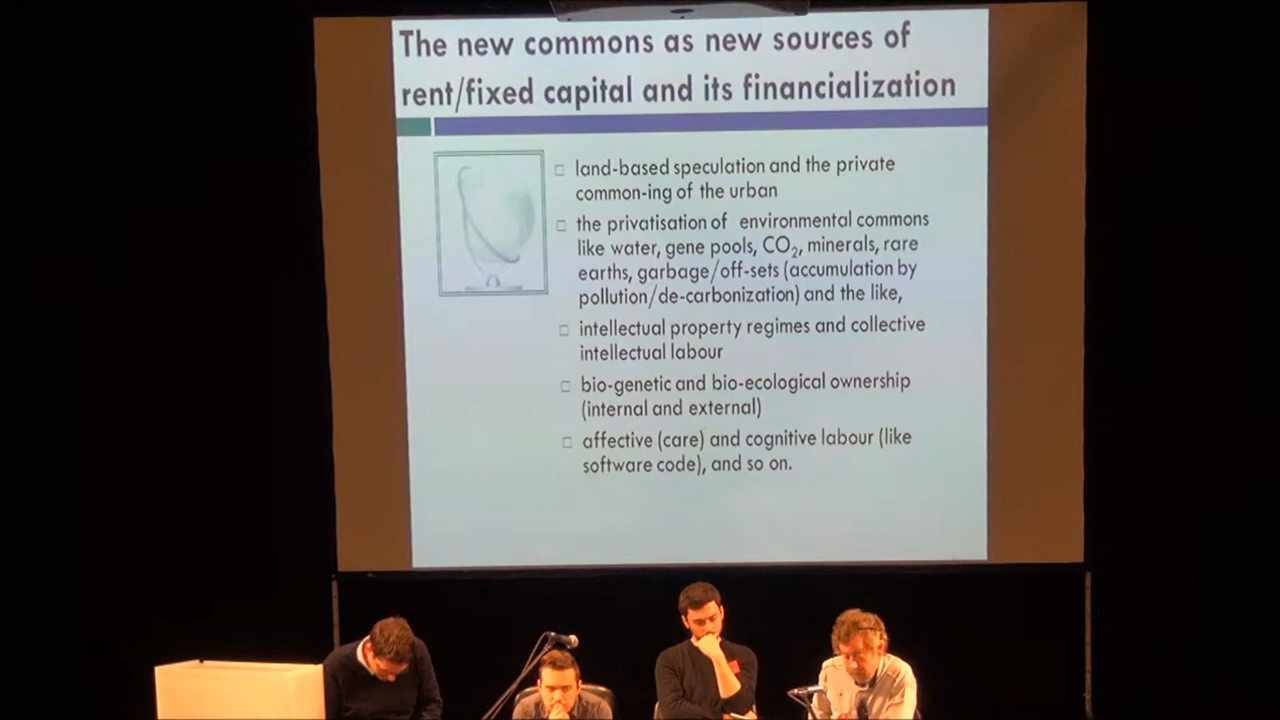 The new commons as new sources of
rent/fixed capital and its financialization
land-based speculation and the private
common-ing of the urban
the privatisation of environmental commons
like water, gene pools, CO₂, minerals, rare
earths, garbage/off-sets (accumulation by
pollution/de-carbonization) and the like,
intellectual property regimes and collective
intellectual labour
bio-genetic and bio-ecological ownership
(internal and external)
affective (care) and cognitive labour (like
software code), and so on.